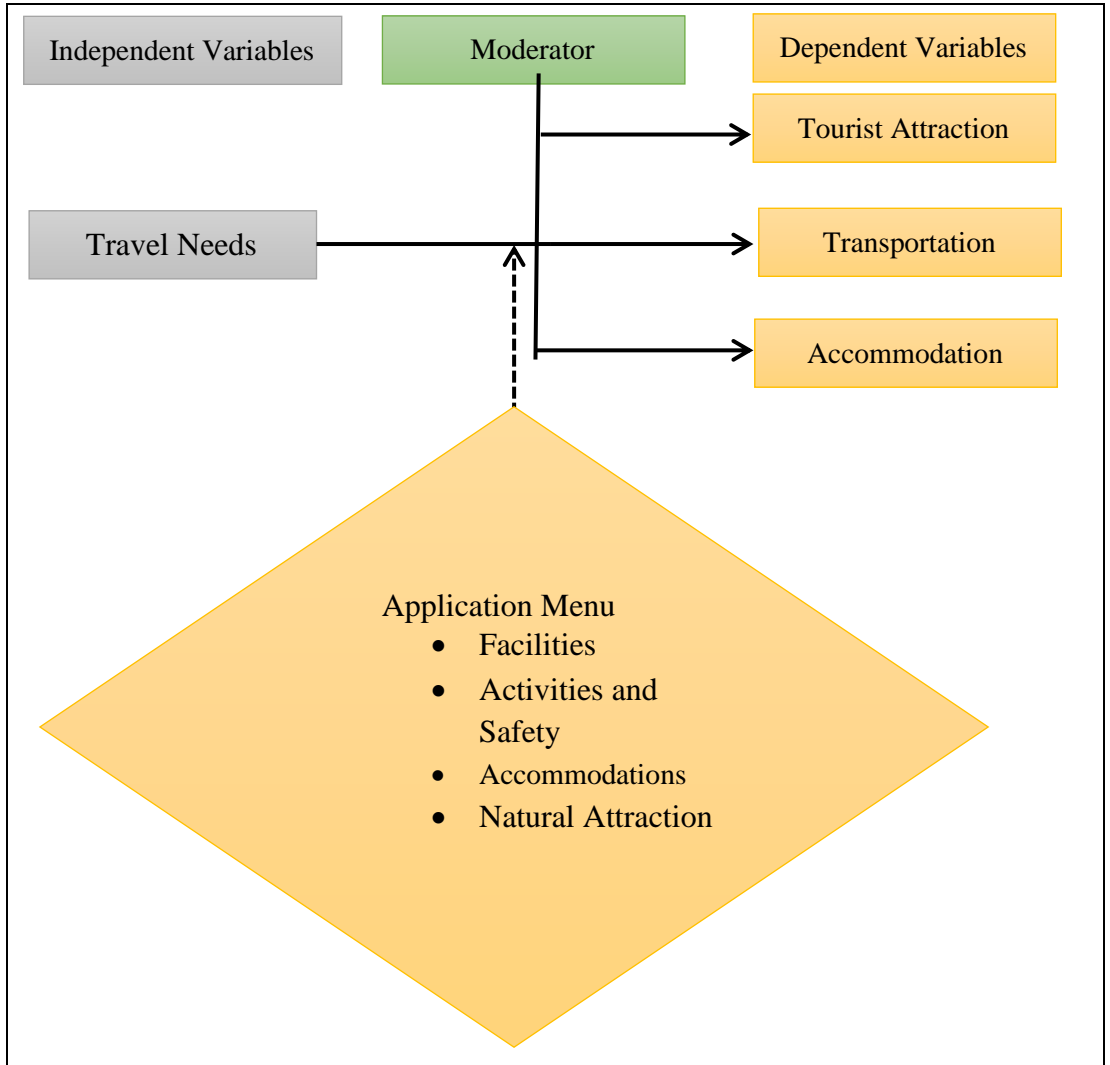 Independent Variables
Moderator
Dependent Variables
Tourist Attraction
Travel Needs
Transportation
Accommodation
Application Menu
• Facilities
• Activities and
Safety
• Accommodations
• Natural Attraction